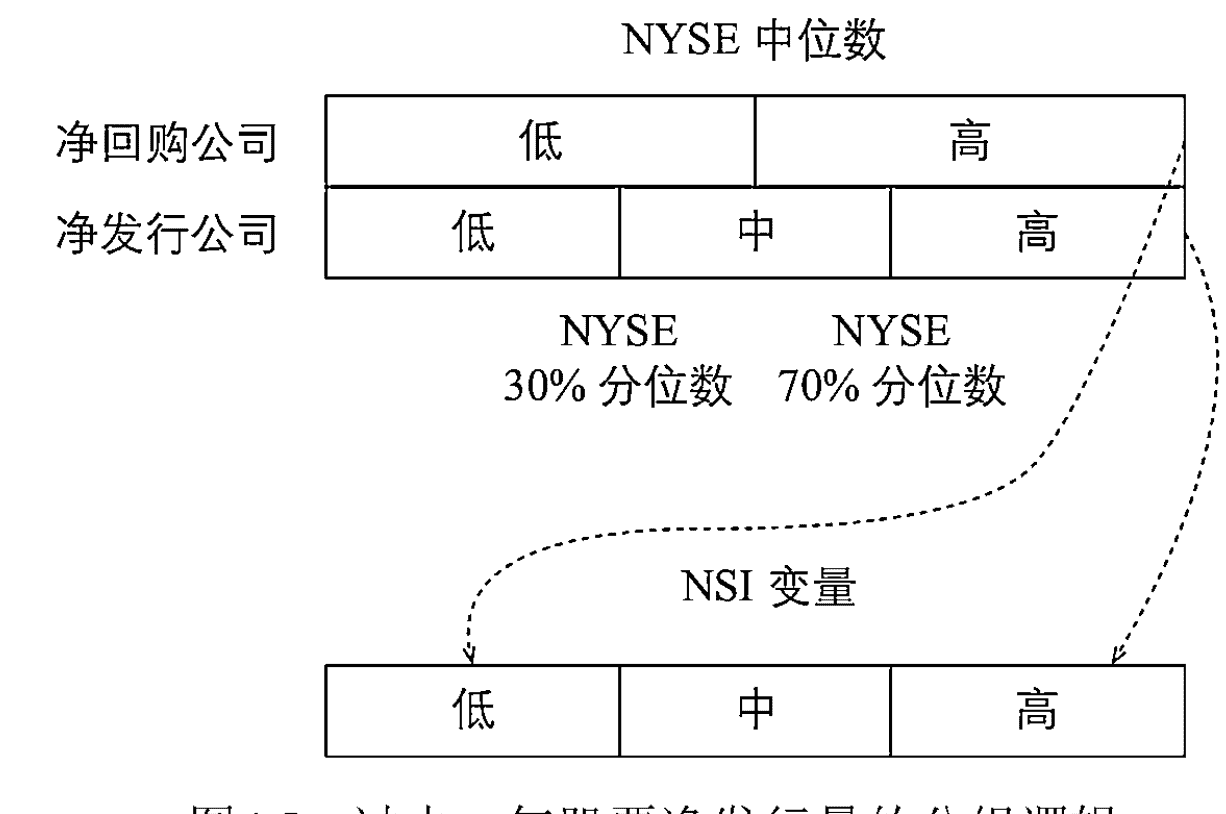 NYSE 中位数
净回购公司 低 高
净发行公司 低 中 高
NYSE NYSE
30% 分位数 70% 分位数
NSI 变量
低 中 高